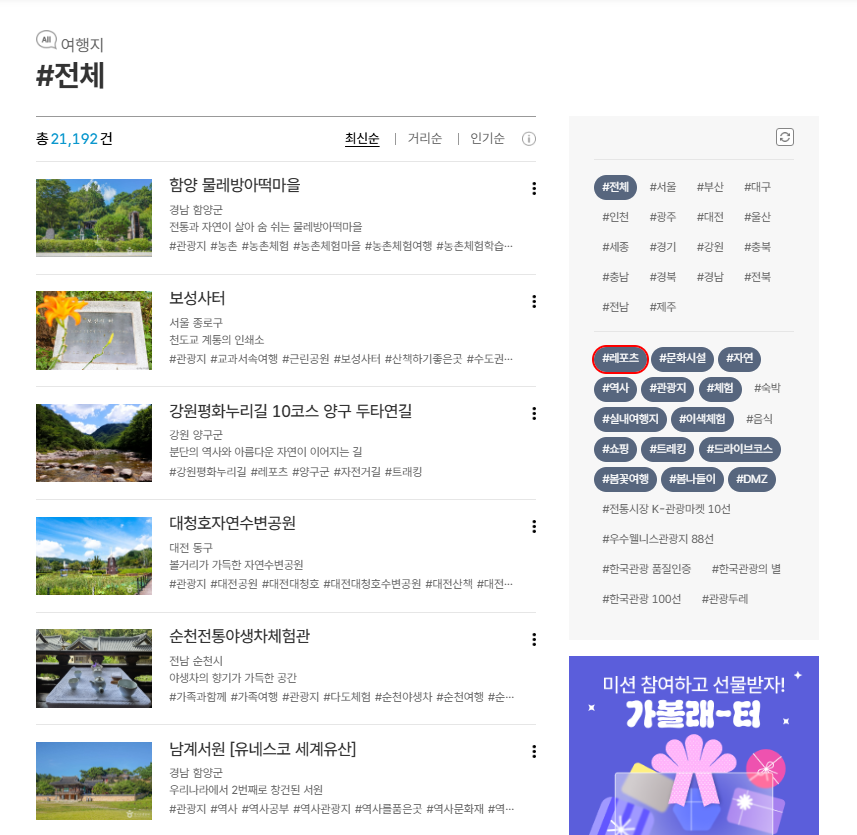 All 여행지
#전체
총 21,192 건
최신순 | 거리순 | 인기순
함양 물레방아떡마을
경남 함양군
전통과 자연이 살아 숨 쉬는 물레방아떡마을
#관광지 #농촌 #농촌체험 #농촌체험마을 #농촌체험여행 #농촌체험학습···
보성사터
서울 종로구
천도교 계통의 인쇄소
#관광지 #교과서속여행 #근린공원 #보성사터 #산책하기좋은곳 #수도권···
강원평화누리길 10코스 양구 두타연길
강원 양구군
분단의 역사와 아름다운 자연이 이어지는 길
#강원평화누리길 #레포츠 #양구군 #자전거길 #트래킹
대청호자연수변공원
대전 동구
볼거리가 가득한 자연수변공원
#관광지 #대전공원 #대전대청호 #대전대청호수변공원 #대전산책 #대전···
순천전통야생차체험관
전남 순천시
야생차의 향기가 가득한 공간
#가족과함께 #가족여행 #관광지 #다도체험 #순천야생차 #순천여행 #순···
남계서원 [유네스코 세계유산]
경남 함양군
우리나라에서 2번째로 창건된 서원
#관광지 #역사 #역사공부 #역사관광지 #역사를품은곳 #역사문화재 #역···
#전체 #서울 #부산 #대구
#인천 #광주 #대전 #울산
#세종 #경기 #강원 #충북
#충남 #경북 #경남 #전북
#전남 #제주
#레포츠 #문화시설 #자연
#역사 #관광지 #체험 #숙박
#실내여행지 #이색체험 #음식
#쇼핑 #트레킹 #드라이브코스
#봄꽃여행 #봄나들이 #DMZ
#전통시장 K-관광마켓 10선
#우수웰니스관광지 88선
#한국관광 품질인증 #한국관광의 별
#한국관광 100선 #관광두레
미션 참여하고 선물받자!
가볼래-터